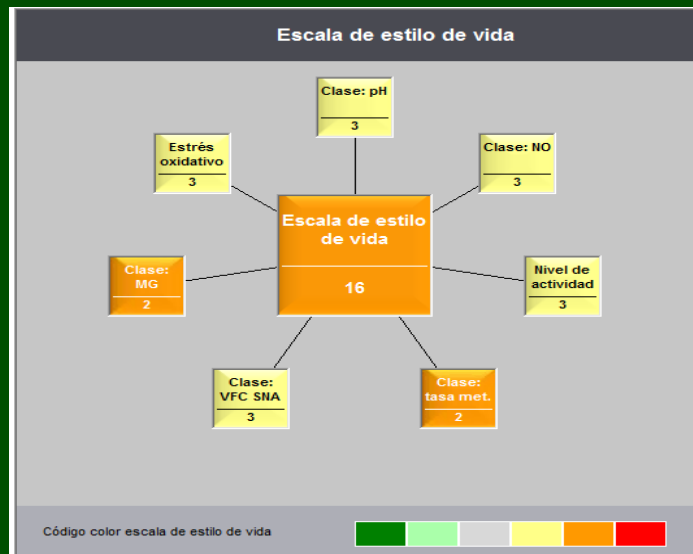 Escala de estilo de vida
Clase: pH
3
Estrés
oxidativo
3
Clase: NO
3
Escala de estilo
de vida
16
Clase:
MG
2
Nivel de
actividad
3
Clase:
VFC SNA
3
Clase:
tasa met.
2
Código color escala de estilo de vida